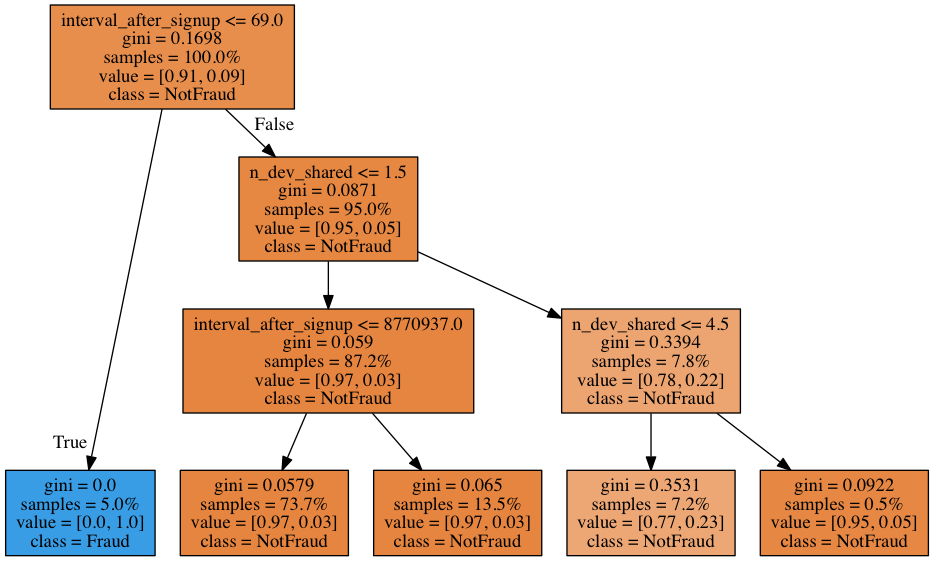 interval_after_signup <= 69.0
gini = 0.1698
samples = 100.0%
value = [0.91, 0.09]
class = NotFraud
False
n_dev_shared <= 1.5
gini = 0.0871
samples = 95.0%
value = [0.95, 0.05]
class = NotFraud
interval_after_signup <= 8770937.0
gini = 0.059
samples = 87.2%
value = [0.97, 0.03]
class = NotFraud
n_dev_shared <= 4.5
gini = 0.3394
samples = 7.8%
value = [0.78, 0.22]
class = NotFraud
True
gini = 0.0
samples = 5.0%
value = [0.0, 1.0]
class = Fraud
gini = 0.0579
samples = 73.7%
value = [0.97, 0.03]
class = NotFraud
gini = 0.065
samples = 13.5%
value = [0.97, 0.03]
class = NotFraud
gini = 0.3531
samples = 7.2%
value = [0.77, 0.23]
class = NotFraud
gini = 0.0922
samples = 0.5%
value = [0.95, 0.05]
class = NotFraud